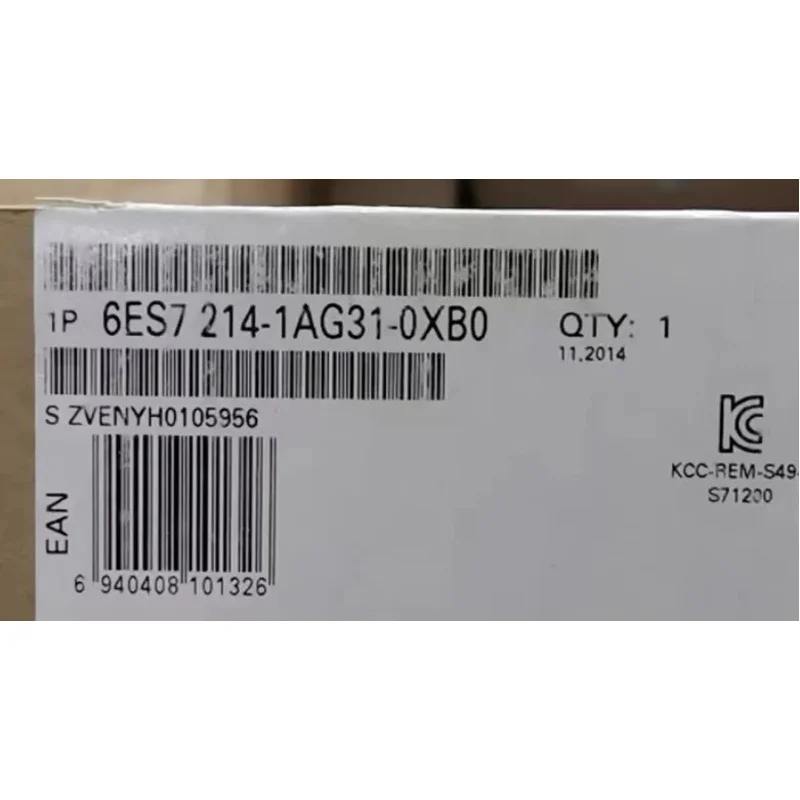 1P 6ES7 214-1AG31-0XB0 QTY: 1
11.2014
S ZVENYH0105956
KCC-REM-S49-
S71200
EAN
6 940408 101326